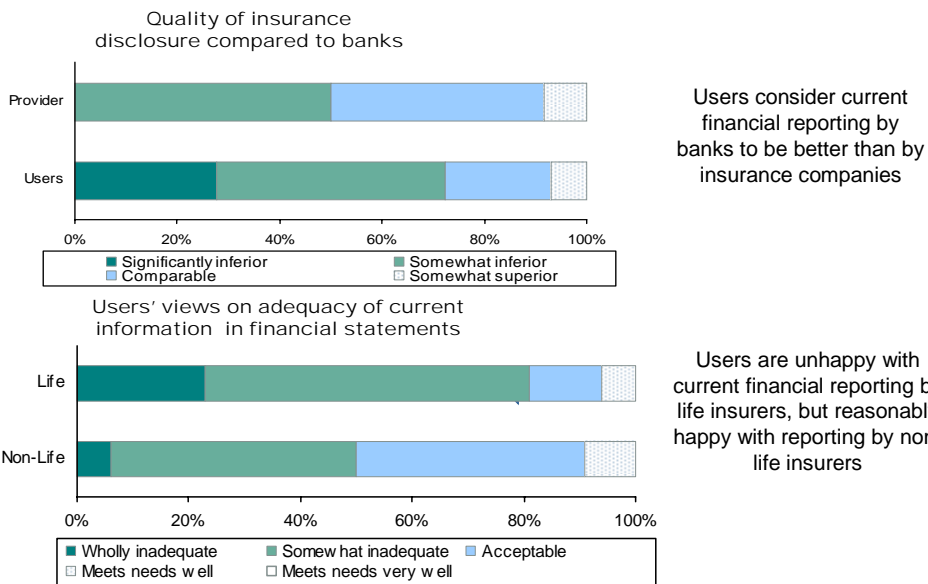 Quality of insurance
disclosure compared to banks
Provider
Users
0% 20% 40% 60% 80% 100%
Significantly inferior Somewhat inferior
Comparable Somewhat superior
Users consider current
financial reporting by
banks to be better than by
insurance companies
Users' views on adequacy of current
information in financial statements
Life
Non-Life
0% 20% 40% 60% 80% 100%
Wholly inadequate Somewhat inadequate Acceptable
Meets needs well Meets needs very well
Users are unhappy with
current financial reporting b
life insurers, but reasonabl
happy with reporting by no
life insurers